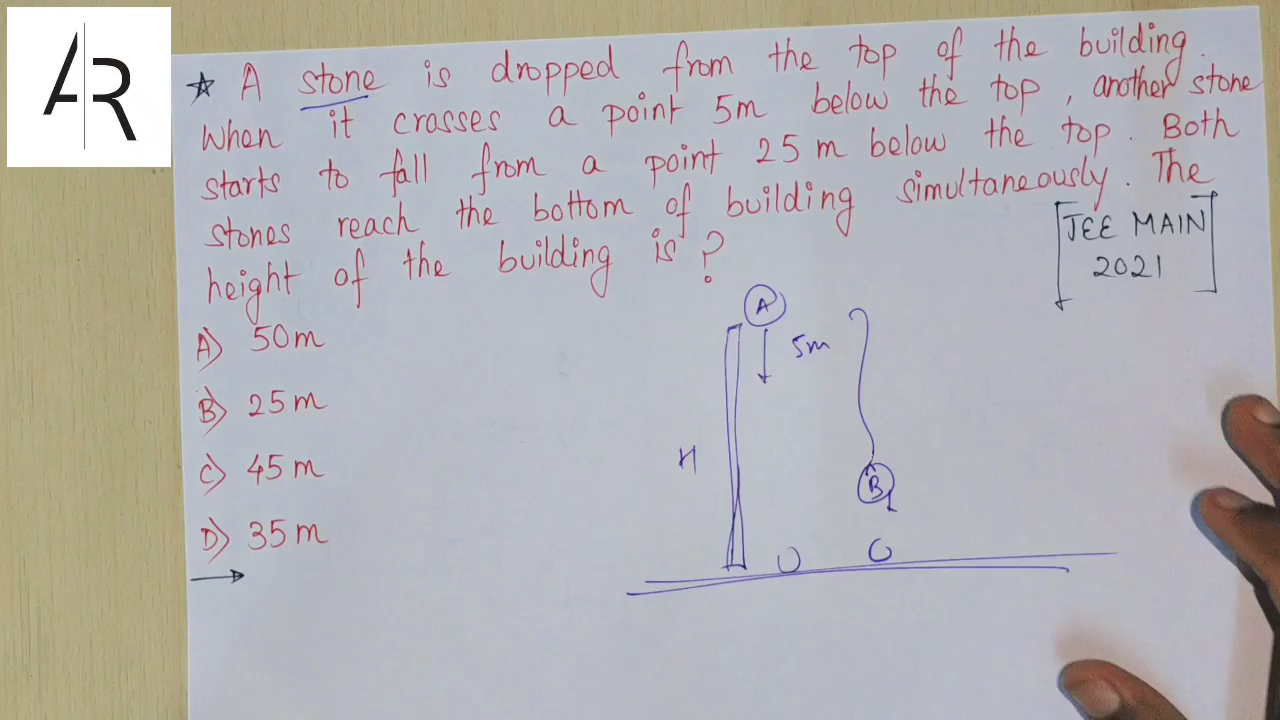 AR
☆ A stone is dropped from the top of the building.
When it crosses a point 5m below the top, another stone
starts to fall from a point 25m below the top. Both
stones reach the bottom of building simultaneously. The
height of the building is?
[JEE MAIN
2021]
A) 50m
B) 25m
C) 45m
D) 35m
A
5m
H
B